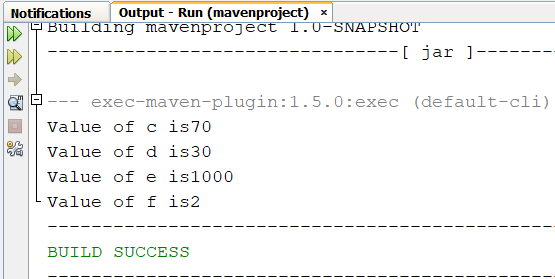 Notifications
Output - Run (mavenproject) ×
Building mavenproject 1.0-SNAPSHOT
--------------------------------[ jar ]-------
--- exec-maven-plugin:1.5.0:exec (default-cli)
Value of c is70
Value of d is30
Value of e is1000
Value of f is2
----------------------------------------------
BUILD SUCCESS
----------------------------------------------